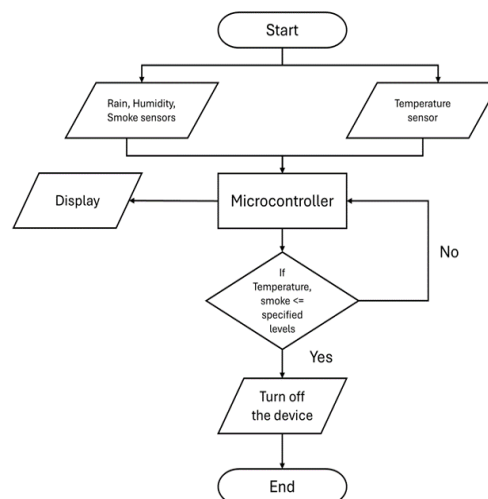 Start
Rain, Humidity,
Smoke sensors
Temperature
sensor
Display
Microcontroller
No
If
Temperature,
smoke <=
specified
levels
Yes
Turn off
the device
End